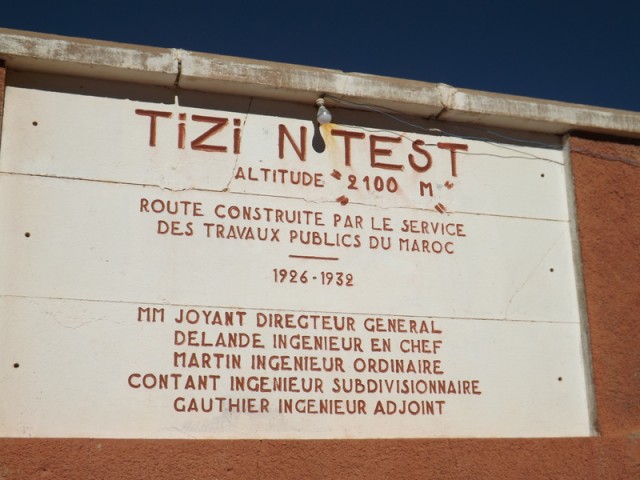 TiZi N TEST
ALTITUDE 2100 M
ROUTE CONSTRUITE PAR LE SERVICE
DES TRAVAUX PUBLICS DU MAROC
1926-1932
MM JOYANT DIRECTEUR GENERAL
DELANDE INGENIEUR EN CHEF
MARTIN INGENIEUR ORDINAIRE
CONTANT INGENIEUR SUBDIVISIONNAIRE
GAUTHIER INGENIEUR ADJOINT